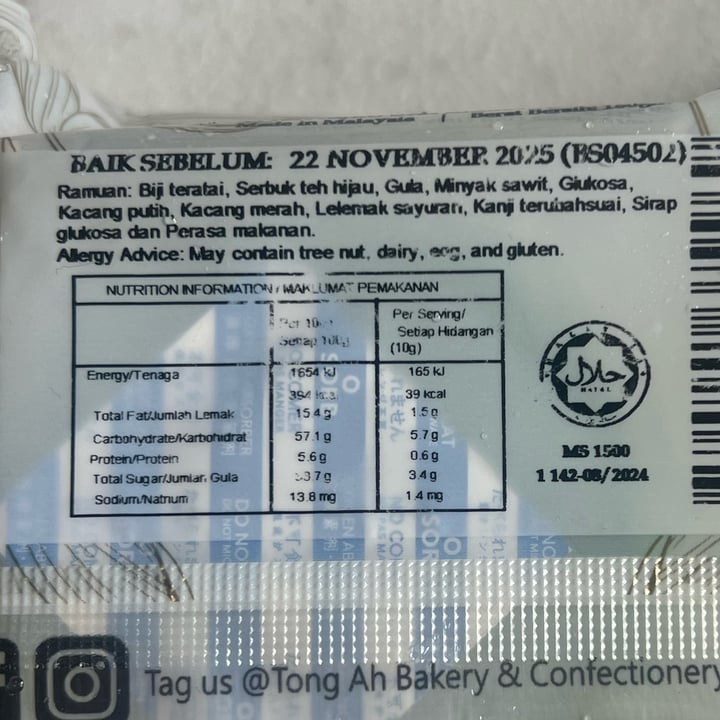 Made in Malaysia
BAIK SEBELUM: 22 NOVEMBER 2025 (BS04502)
Ramuan: Biji teratai, Serbuk teh hijau, Gula, Minyak sawit, Glukosa,
Kacang putih, Kacang merah, Lelemak sayuran, Kanji terubahsuai, Sirap
glukosa dan Perasa makanan.
Allergy Advice: May contain tree nut, dairy, egg, and gluten.
NUTRITION INFORMATION / MAKLUMAT PEMAKANAN
Per 100g Per Serving/
Setiap 100g Setiap Hidangan
(10g)
Energy/Tenaga 1654 kJ 165 kJ
394 kcal 39 kcal
Total Fat/Jumlah Lemak 15.4 g 1.5 g
Carbohydrate/Karbohidrat 57.1 g 5.7 g
Protein/Protein 5.6 g 0.6 g
Total Sugar/Jumlah Gula 33.7 g 3.4 g
Sodium/Natrium 13.8 mg 1.4 mg
حلال
HALAL
MS 1500
1 142-08/2024
Tag us @Tong Ah Bakery & Confectionery